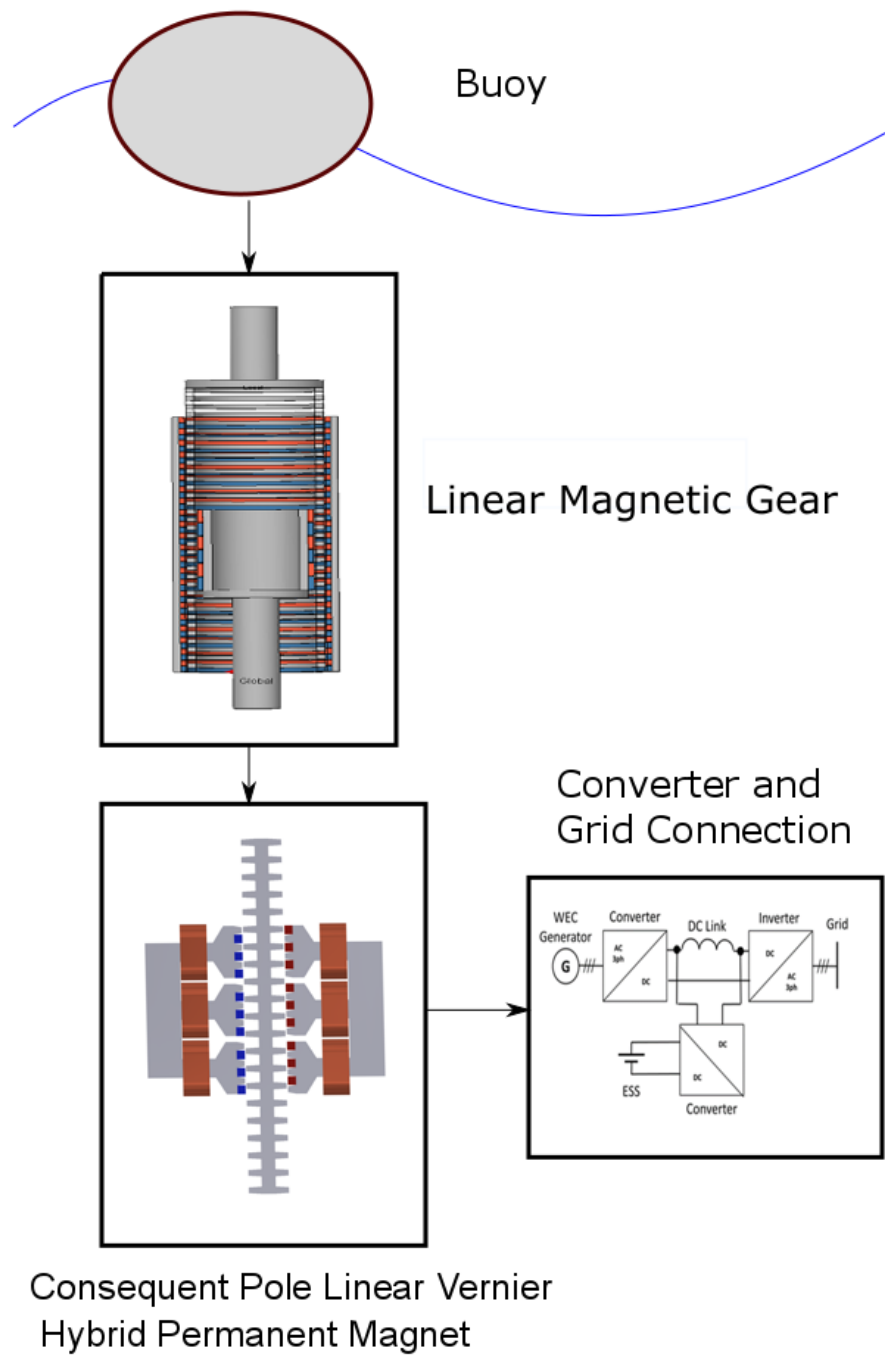 Buoy
Local
Linear Magnetic Gear
Global
Converter and
Grid Connection
WEC
Generator
Converter
DC Link
Inverter
Grid
G
AC
3ph
DC
DC
AC
3ph
DC
DC
ESS
Converter
Consequent Pole Linear Vernier
Hybrid Permanent Magnet